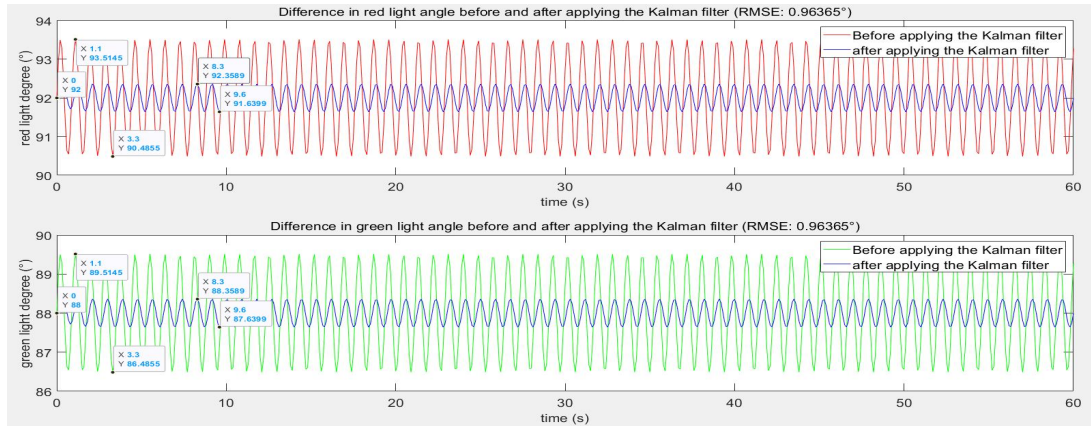 Difference in red light angle before and after applying the Kalman filter (RMSE: 0.96365°)
94
93
92
91
90
red light degree (°)
X 1.1
Y 93.5145
X 0
Y 92
X 3.3
Y 90.4855
X 8.3
Y 92.3589
X 9.6
Y 91.6399
Before applying the Kalman filter
after applying the Kalman filter
0 10 20 30 40 50 60
time (s)
Difference in green light angle before and after applying the Kalman filter (RMSE: 0.96365°)
90
89
88
87
86
green light degree (°)
X 1.1
Y 89.5145
X 0
Y 88
X 3.3
Y 86.4855
X 8.3
Y 88.3589
X 9.6
Y 87.6399
Before applying the Kalman filter
after applying the Kalman filter
0 10 20 30 40 50 60
time (s)